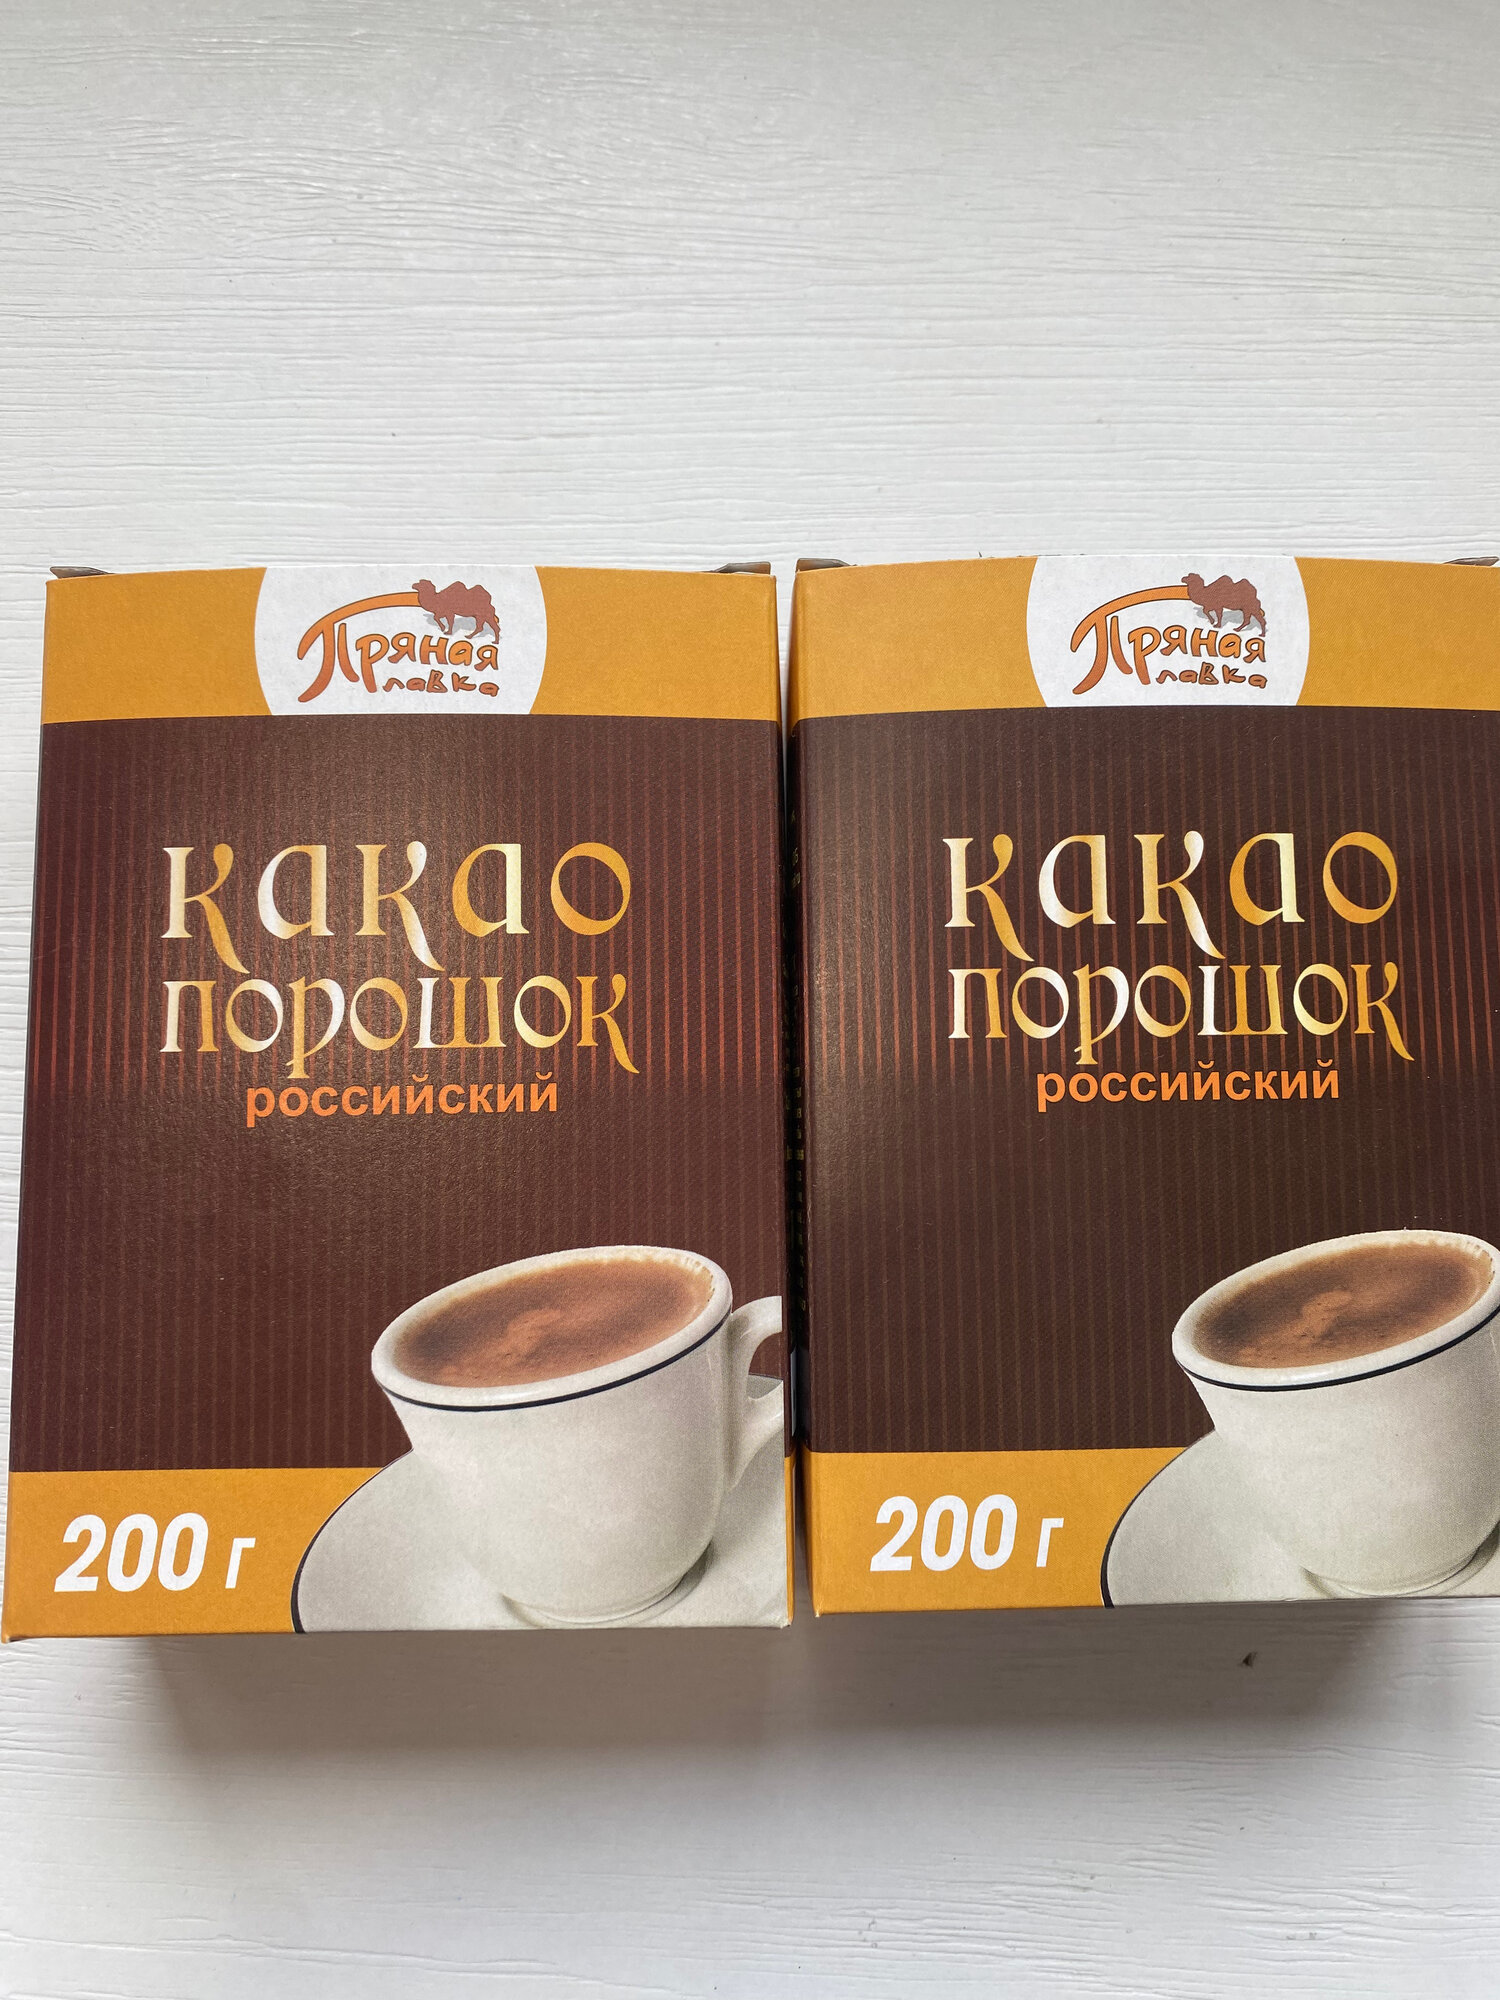 Пряная
лавка
какао
порошок
российский
200 г
Пряная
лавка
какао
порошок
российский
200 г